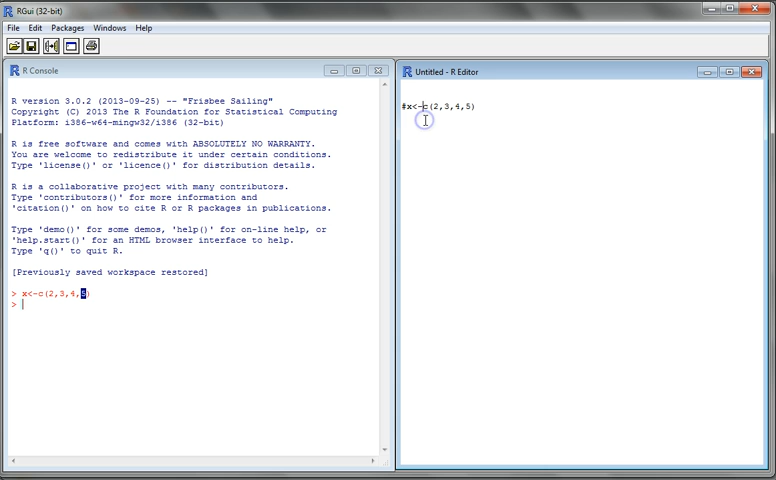 RGui (32-bit)
File Edit Packages Windows Help
R Console
R version 3.0.2 (2013-09-25) -- "Frisbee Sailing"
Copyright (C) 2013 The R Foundation for Statistical Computing
Platform: i386-w64-mingw32/i386 (32-bit)
R is free software and comes with ABSOLUTELY NO WARRANTY.
You are welcome to redistribute it under certain conditions.
Type 'license()' or 'licence()' for distribution details.
R is a collaborative project with many contributors.
Type 'contributors()' for more information and
'citation()' on how to cite R or R packages in publications.
Type 'demo()' for some demos, 'help()' for on-line help, or
'help.start()' for an HTML browser interface to help.
Type 'q()' to quit R.
[Previously saved workspace restored]
> x<-c(2,3,4,5)
>
Untitled - R Editor
#x<-c(2,3,4,5)